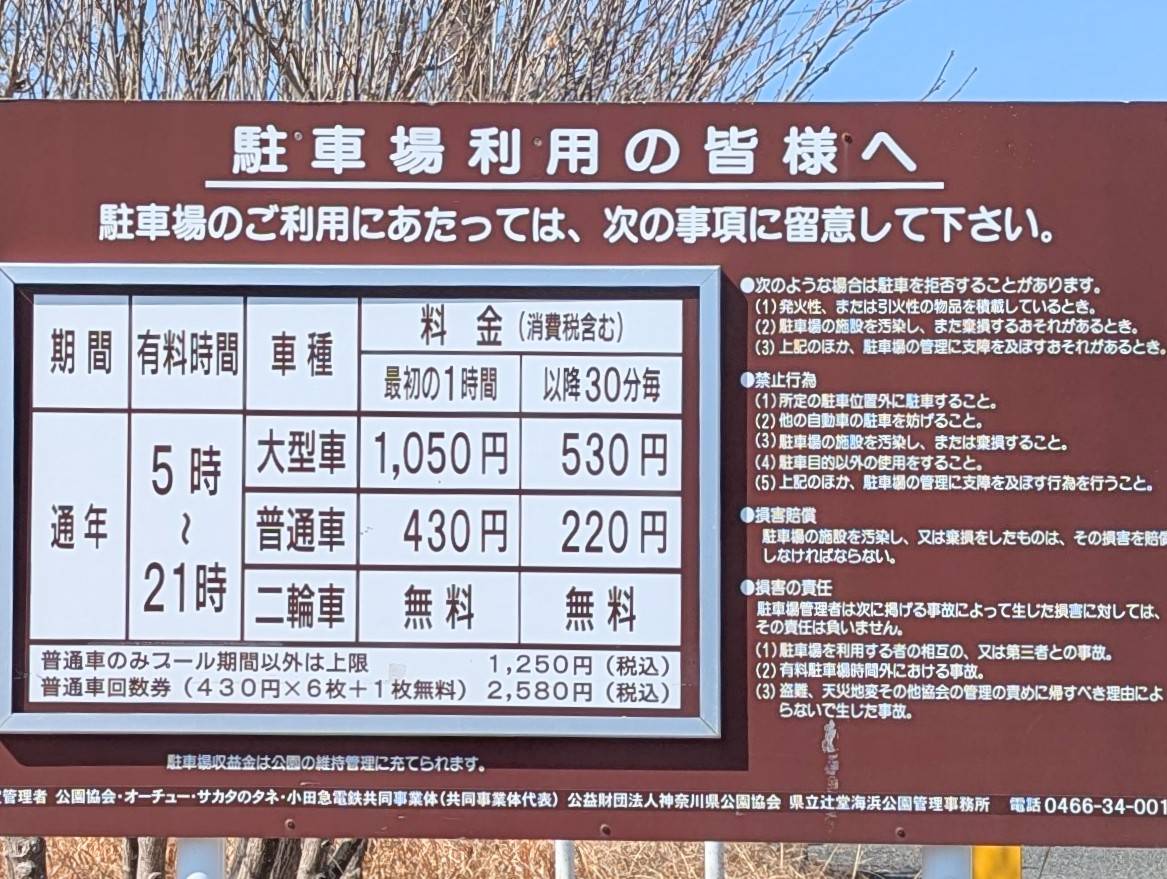 駐車場利用の皆様へ
駐車場のご利用にあたっては、次の事項に留意して下さい。
期間 有料時間 車種 料金(消費税含む)
最初の1時間 以降30分毎
通年 5時~21時
大型車 1,050円 530円
普通車 430円 220円
二輪車 無料 無料
普通車のみプール期間以外は上限 1,250円(税込)
普通車回数券(430円×6枚+1枚無料) 2,580円(税込)
駐車場収益金は公園の維持管理に充てられます。
●次のような場合は駐車を拒否することがあります。
(1)発火性、または引火性の物品を積載しているとき。
(2)駐車場の施設を汚染し、また棄損するおそれがあるとき。
(3)上記のほか、駐車場の管理に支障を及ぼすおそれがあるとき。
●禁止行為
(1)所定の駐車位置外に駐車すること。
(2)他の自動車の駐車を妨げること。
(3)駐車場の施設を汚染し、または棄損すること。
(4)駐車目的以外の使用をすること。
(5)上記のほか、駐車場の管理に支障を及ぼす行為を行うこと。
●損害賠償
駐車場の施設を汚染し、又は棄損をしたものは、その損害を賠償
しなければならない。
●損害の責任
駐車場管理者は次に掲げる事故によって生じた損害に対しては、
その責任は負いません。
(1)駐車場を利用する者の相互の、又は第三者との事故。
(2)有料駐車場時間外における事故。
(3)盗難、天災地変その他協会の管理の責めに帰すべき理由によ
らないで生じた事故。
管理者 公園協会・オーチュー・サカタのタネ・小田急電鉄共同事業体(共同事業体代表) 公益財団法人神奈川県公園協会 県立辻堂海浜公園管理事務所 電話0466-34-001